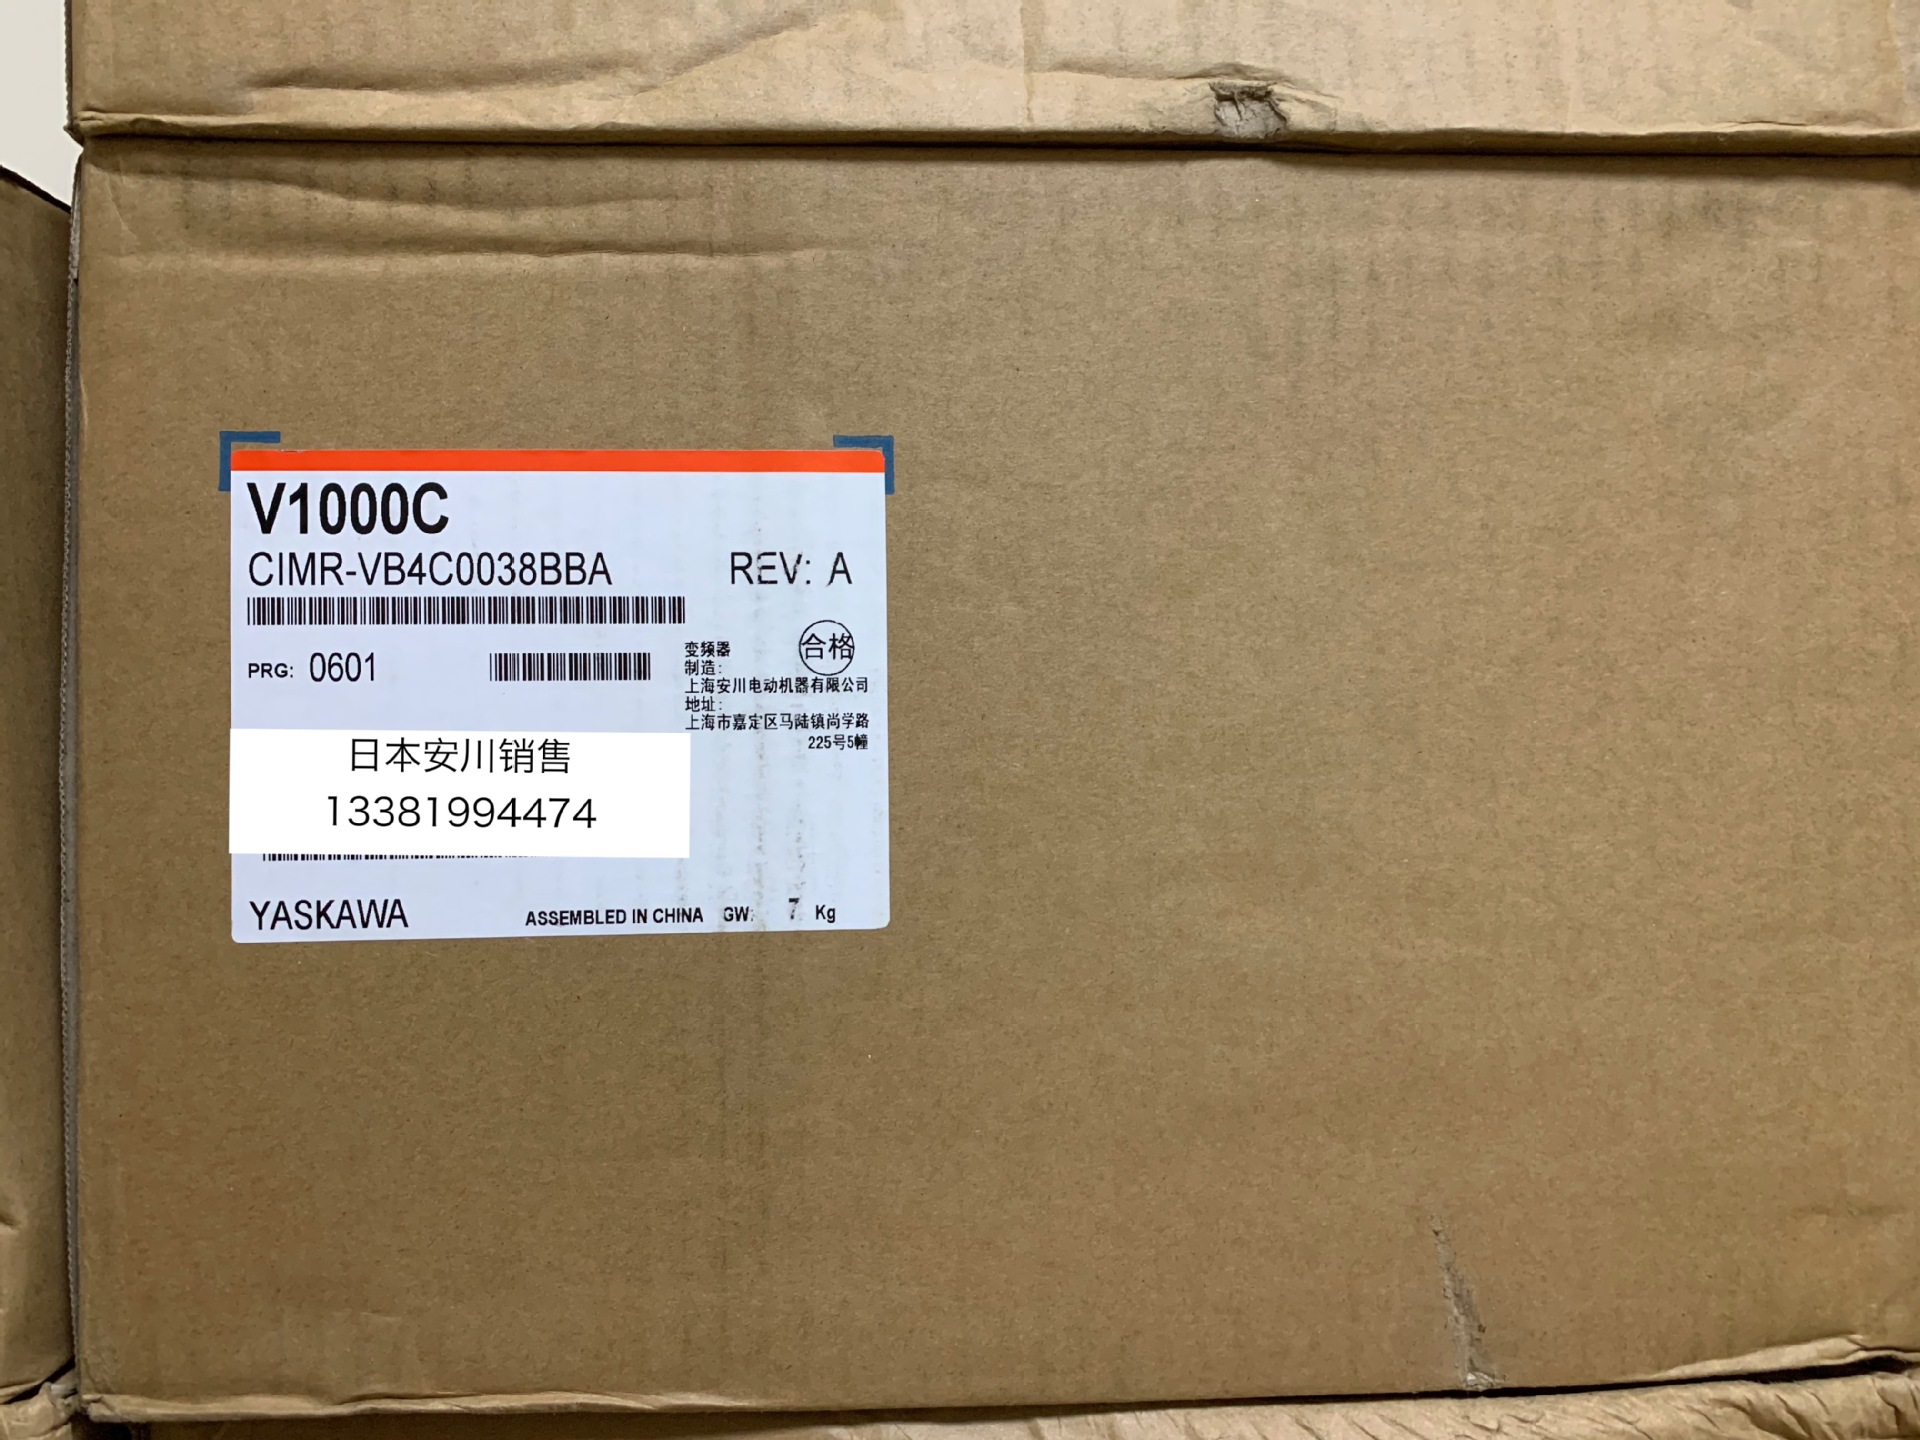 V1000C
CIMR-VB4C0038BBA REV: A
合格
PRG: 0601
变频器
制造:
上海安川电动机器有限公司
地址:
上海市嘉定区马陆镇尚学路
225号5幢
日本安川销售
13381994474
YASKAWA ASSEMBLED IN CHINA GW: 7 Kg